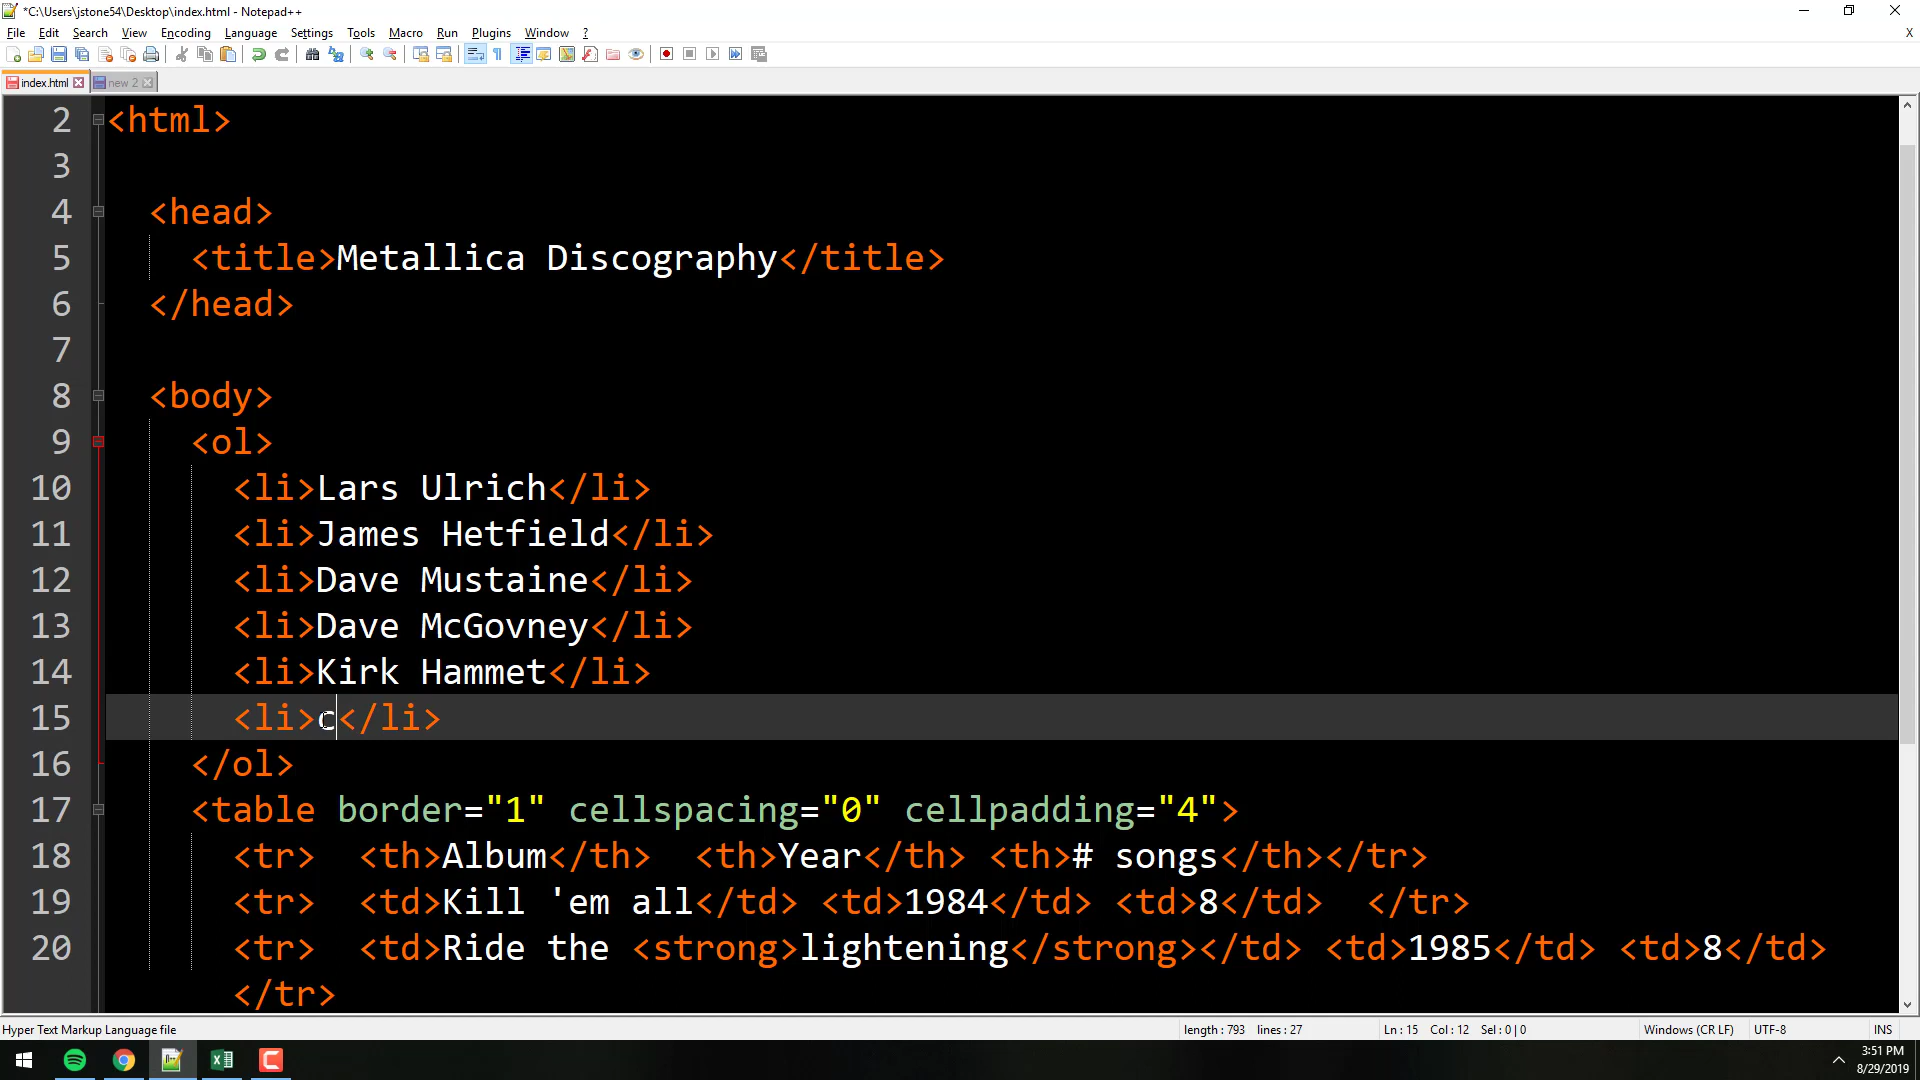 *C:\Users\jstone54\Desktop\index.html - Notepad++
File Edit Search View Encoding Language Settings Tools Macro Run Plugins Window ? X
index.html new 2
2 <html>
3
4 <head>
5 <title>Metallica Discography</title>
6 </head>
7
8 <body>
9 <ol>
10 <li>Lars Ulrich</li>
11 <li>James Hetfield</li>
12 <li>Dave Mustaine</li>
13 <li>Dave McGovney</li>
14 <li>Kirk Hammet</li>
15 <li>c</li>
16 </ol>
17 <table border="1" cellspacing="0" cellpadding="4">
18 <tr> <th>Album</th> <th>Year</th> <th># songs</th></tr>
19 <tr> <td>Kill 'em all</td> <td>1984</td> <td>8</td> </tr>
20 <tr> <td>Ride the <strong>lightening</strong></td> <td>1985</td> <td>8</td>
</tr>
Hyper Text Markup Language file length : 793 lines : 27 Ln : 15 Col : 12 Sel : 0 | 0 Windows (CR LF) UTF-8 INS
3:51 PM
8/29/2019